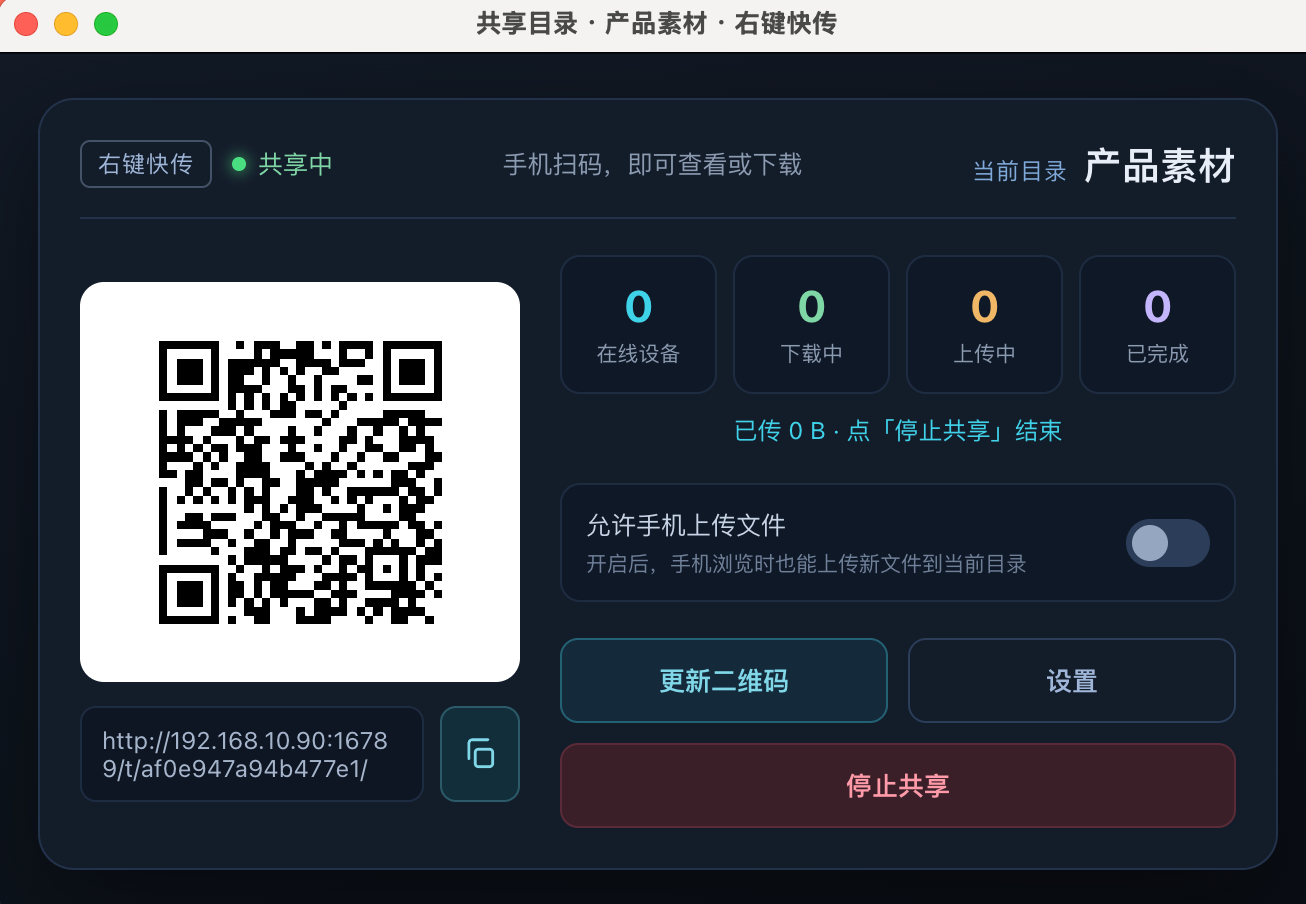 共享目录 · 产品素材 · 右键快传
右键快传
共享中
手机扫码，即可查看或下载
当前目录 产品素材
0
在线设备
0
下载中
0
上传中
0
已完成
已传 0 B · 点「停止共享」结束
允许手机上传文件
开启后，手机浏览时也能上传新文件到当前目录
更新二维码
设置
http://192.168.10.90:1678
9/t/af0e947a94b477e1/
停止共享